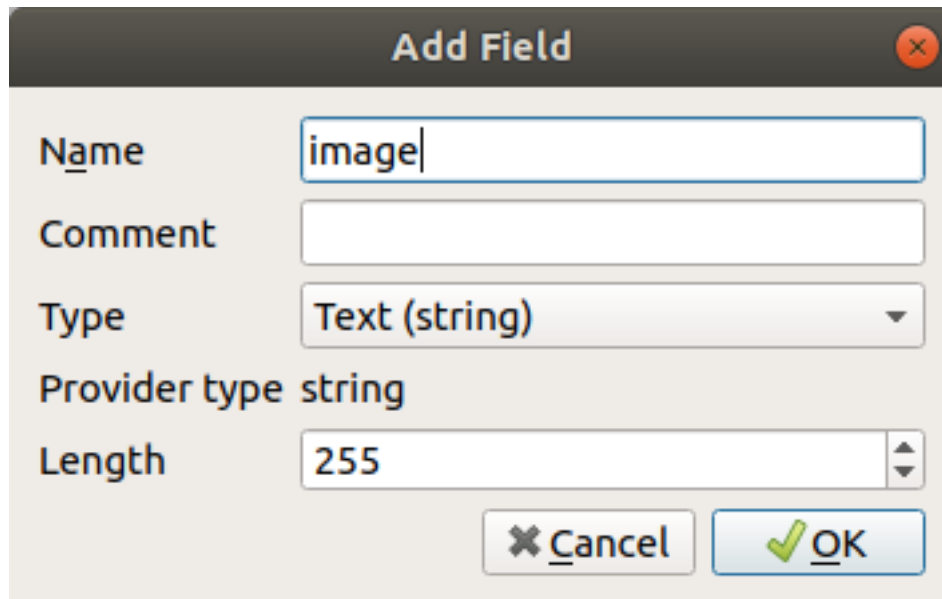 Add Field
Name image
Comment
Type Text (string)
Provider type string
Length 255
Cancel OK